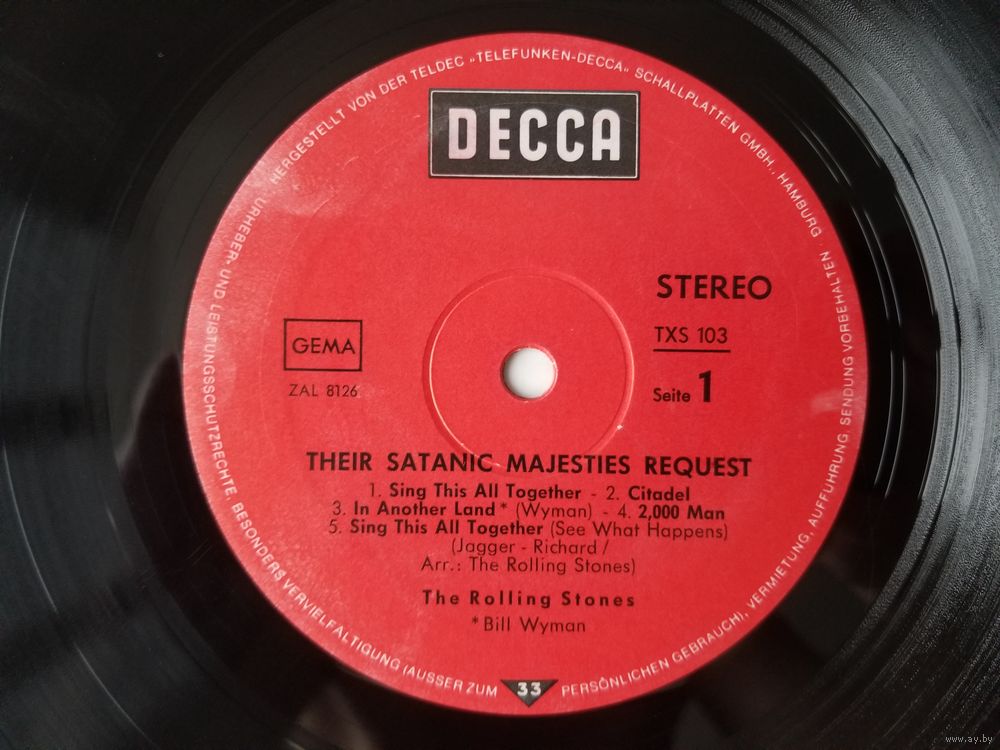 HERGESTELLT VON DER TELDEC »TELEFUNKEN-DECCA« SCHALLPLATTEN GMBH., HAMBURG
URHEBER- UND LEISTUNGSSCHUTZRECHTE, BESONDERS VERVIELFÄLTIGUNG (AUSSER ZUM PERSÖNLICHEN GEBRAUCH), VERMIETUNG, AUFFÜHRUNG, SENDUNG VORBEHALTEN
DECCA
STEREO
TXS 103
GEMA
ZAL 8126
Seite 1
THEIR SATANIC MAJESTIES REQUEST
1. Sing This All Together - 2. Citadel
3. In Another Land* (Wyman) - 4. 2,000 Man
5. Sing This All Together (See What Happens)
(Jagger - Richard /
Arr.: The Rolling Stones)
The Rolling Stones
*Bill Wyman
33
www.ay.by